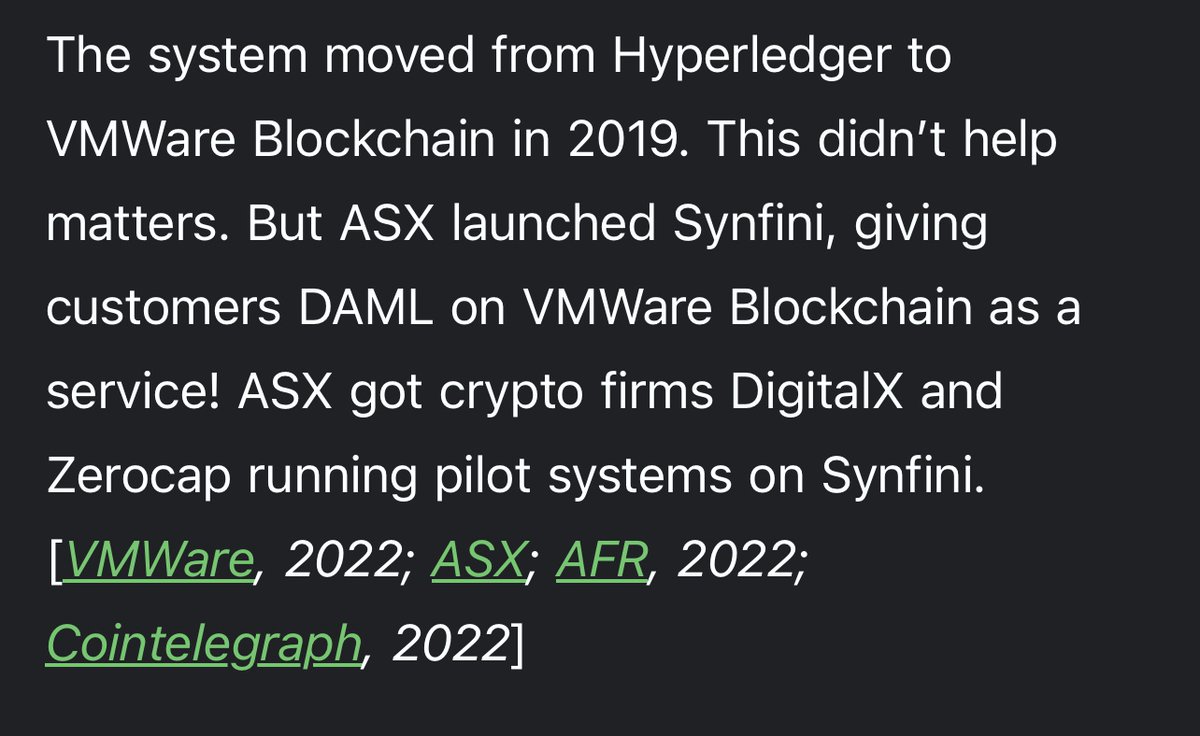 The system moved from Hyperledger to
VMWare Blockchain in 2019. This didn’t help
matters. But ASX launched Synfini, giving
customers DAML on VMWare Blockchain as a
service! ASX got crypto firms DigitalX and
Zerocap running pilot systems on Synfini.
[VMWare, 2022; ASX; AFR, 2022;
Cointelegraph, 2022]